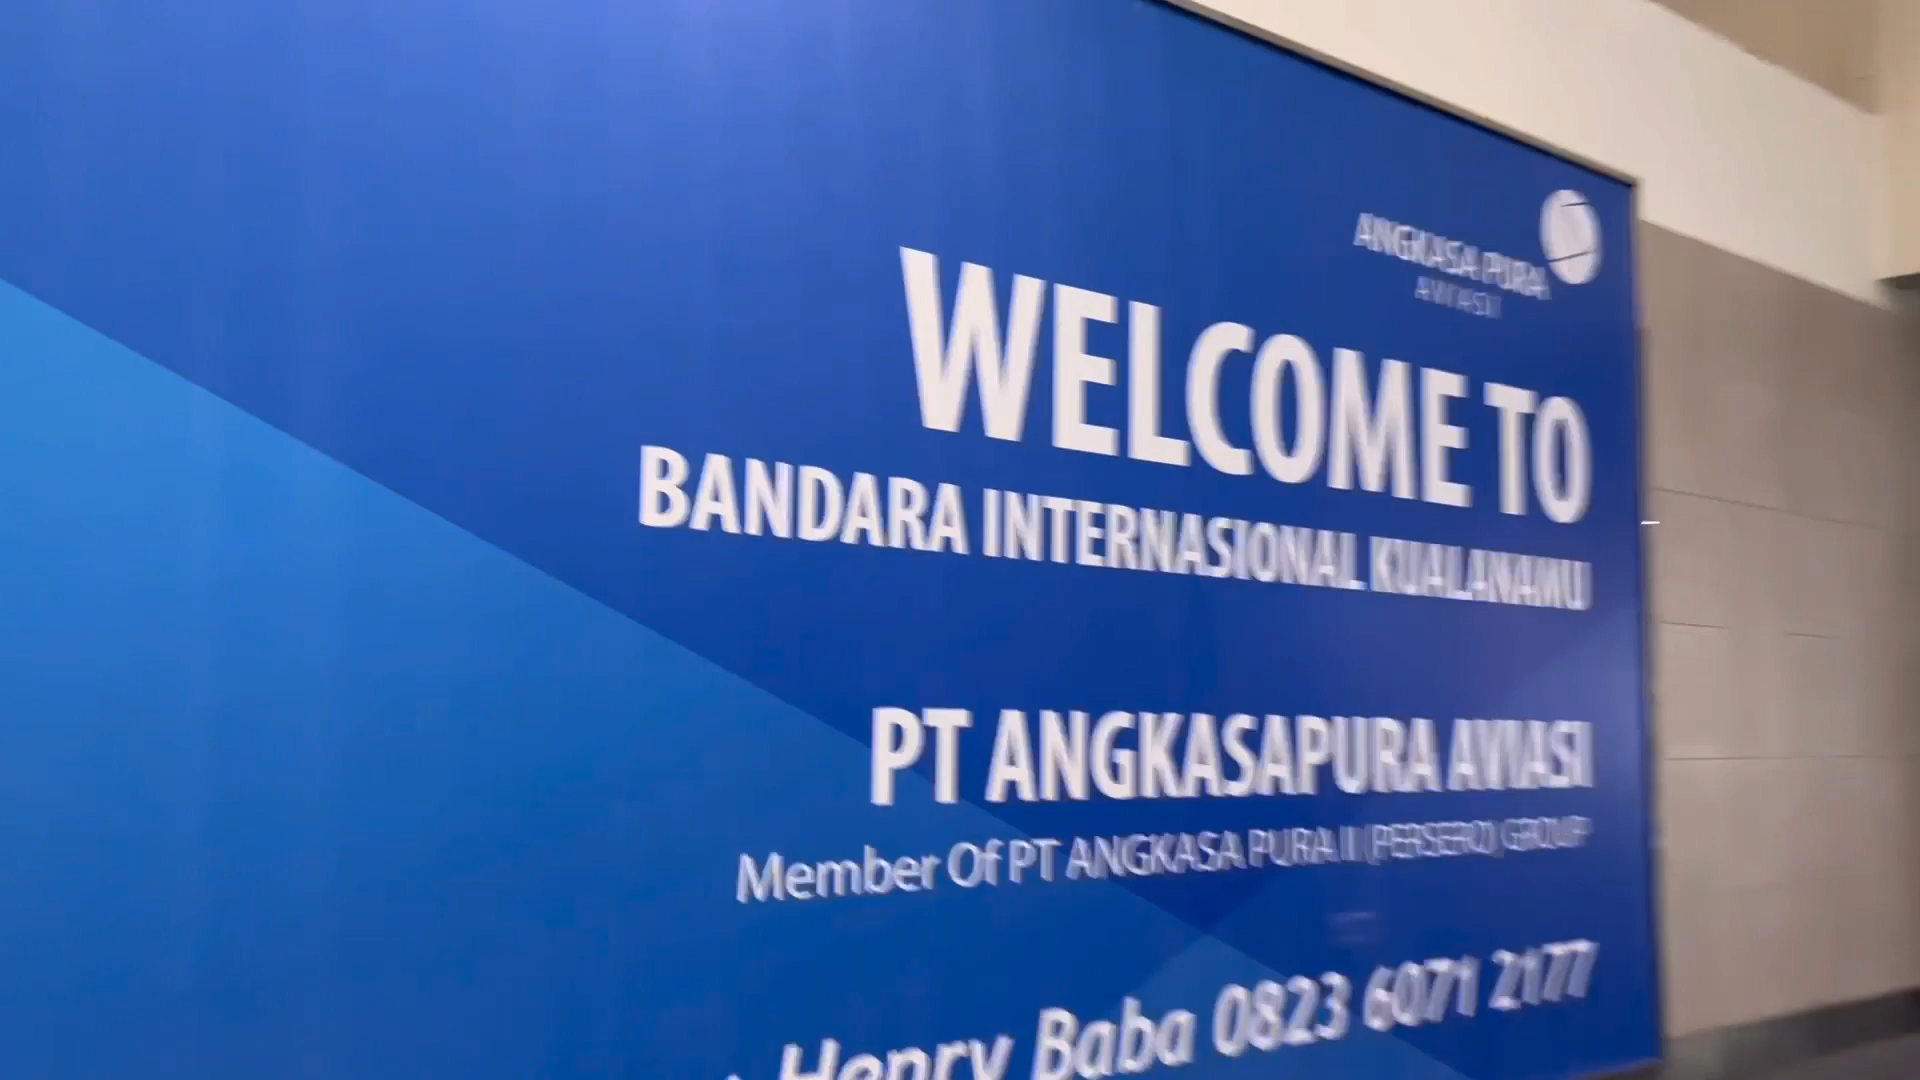 ANGKASA PURA
AVIASI
WELCOME TO
BANDARA INTERNASIONAL KUALANAMU
PT ANGKASAPURA AVIASI
Member Of PT ANGKASA PURA II (PERSERO) GROUP
Henry Baba 0823 6071 2177